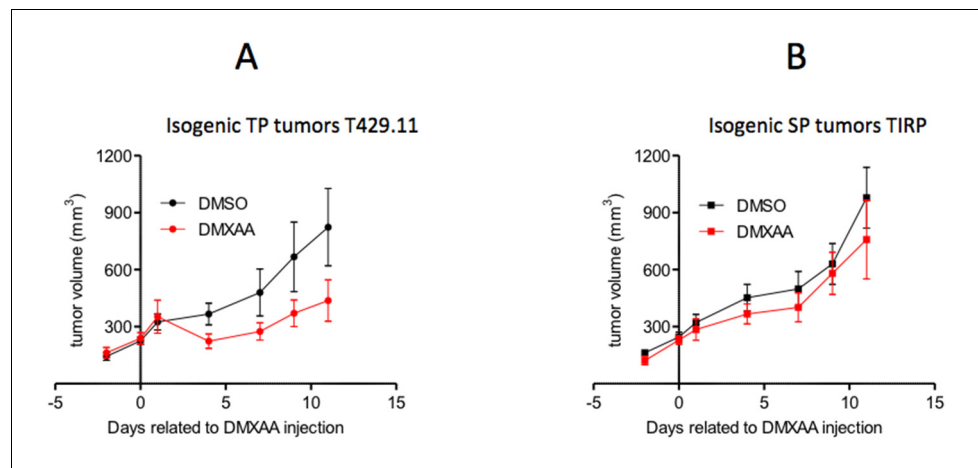 A
Isogenic TP tumors T429.11
tumor volume (mm³)
1200
900
600
300
DMSO
DMXAA
-5 0 5 10 15
Days related to DMXAA injection
B
Isogenic SP tumors TIRP
tumor volume (mm³)
1200
900
600
300
DMSO
DMXAA
-5 0 5 10 15
Days related to DMXAA injection